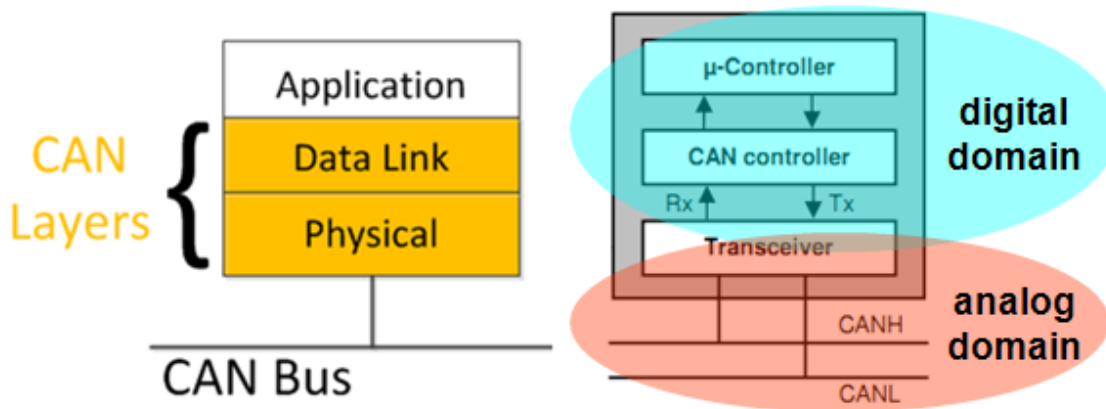 Application
CAN
Layers
{
Data Link
Physical
CAN Bus
µ-Controller
CAN controller
Rx
Tx
Transceiver
CANH
CANL
digital
domain
analog
domain